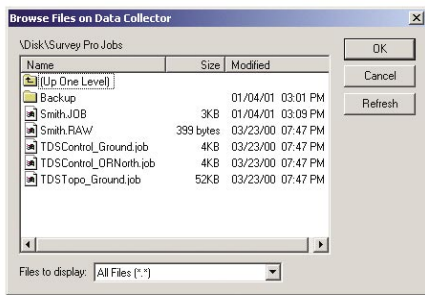 Browse Files on Data Collector
\Disk\Survey Pro Jobs
Name Size Modified
(Up One Level)
Backup 01/04/01 03:01 PM
Smith.JOB 3KB 01/04/01 03:09 PM
Smith.RAW 399 bytes 03/23/00 07:47 PM
TDSControl_Ground.job 4KB 03/23/00 07:47 PM
TDSControl_ORNorth.job 4KB 03/23/00 07:47 PM
TDSTopo_Ground.job 52KB 03/23/00 07:47 PM
Files to display: All Files (*.*)
OK
Cancel
Refresh